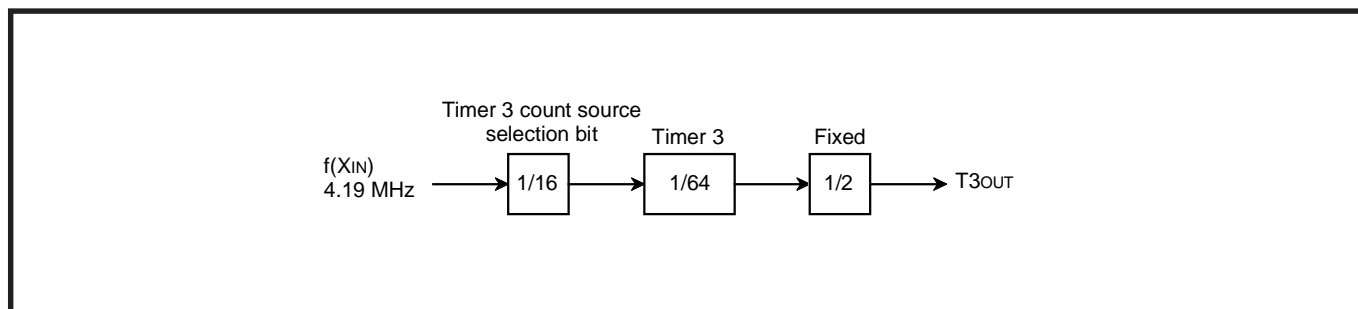 Timer 3 count source
selection bit
Timer 3
Fixed
f(XIN)
4.19 MHz
1/16
1/64
1/2
T3OUT